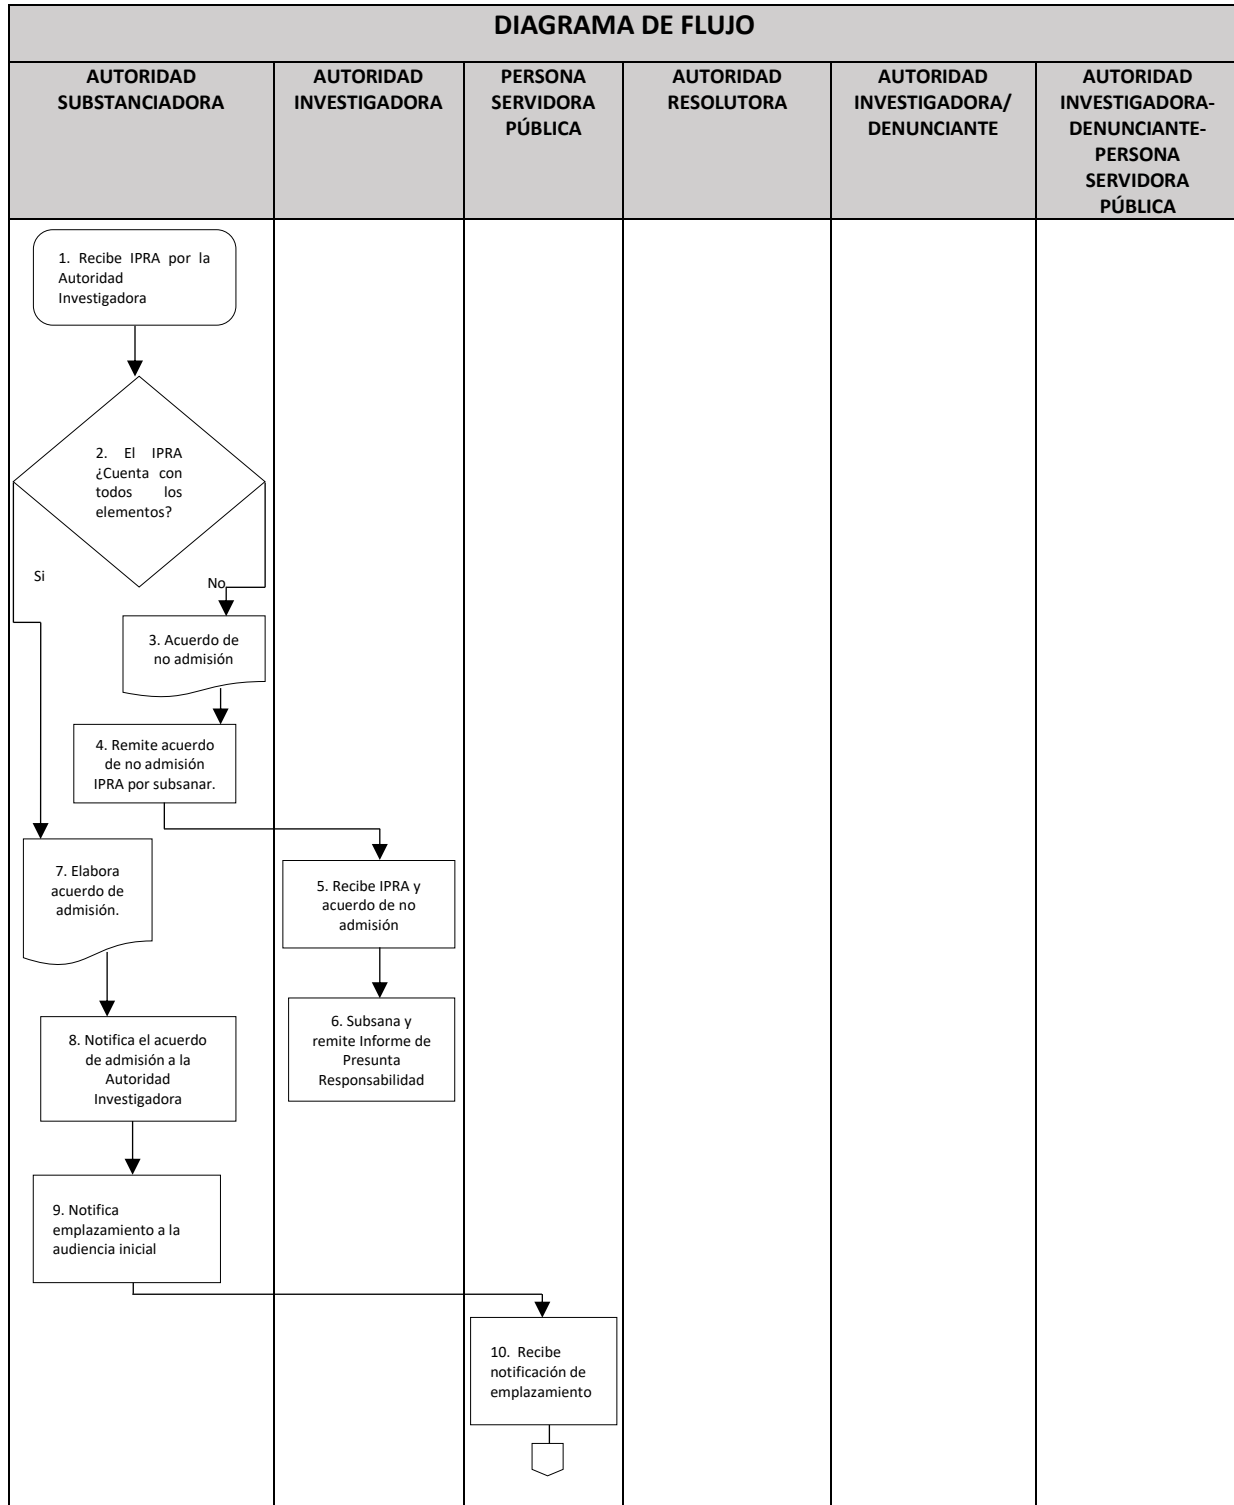 DIAGRAMA DE FLUJO
AUTORIDAD
SUBSTANCIADORA
AUTORIDAD
INVESTIGADORA
PERSONA
SERVIDORA
PÚBLICA
AUTORIDAD
RESOLUTORA
AUTORIDAD
INVESTIGADORA/
DENUNCIANTE
AUTORIDAD
INVESTIGADORA-
DENUNCIANTE-
PERSONA
SERVIDORA
PÚBLICA
1. Recibe IPRA por la
Autoridad
Investigadora
2. El IPRA
¿Cuenta con
todos los
elementos?
Si
No
3. Acuerdo de
no admisión
4. Remite acuerdo
de no admisión
IPRA por subsanar.
5. Recibe IPRA y
acuerdo de no
admisión
6. Subsana y
remite Informe de
Presunta
Responsabilidad
7. Elabora
acuerdo de
admisión.
8. Notifica el acuerdo
de admisión a la
Autoridad
Investigadora
9. Notifica
emplazamiento a la
audiencia inicial
10. Recibe
notificación de
emplazamiento